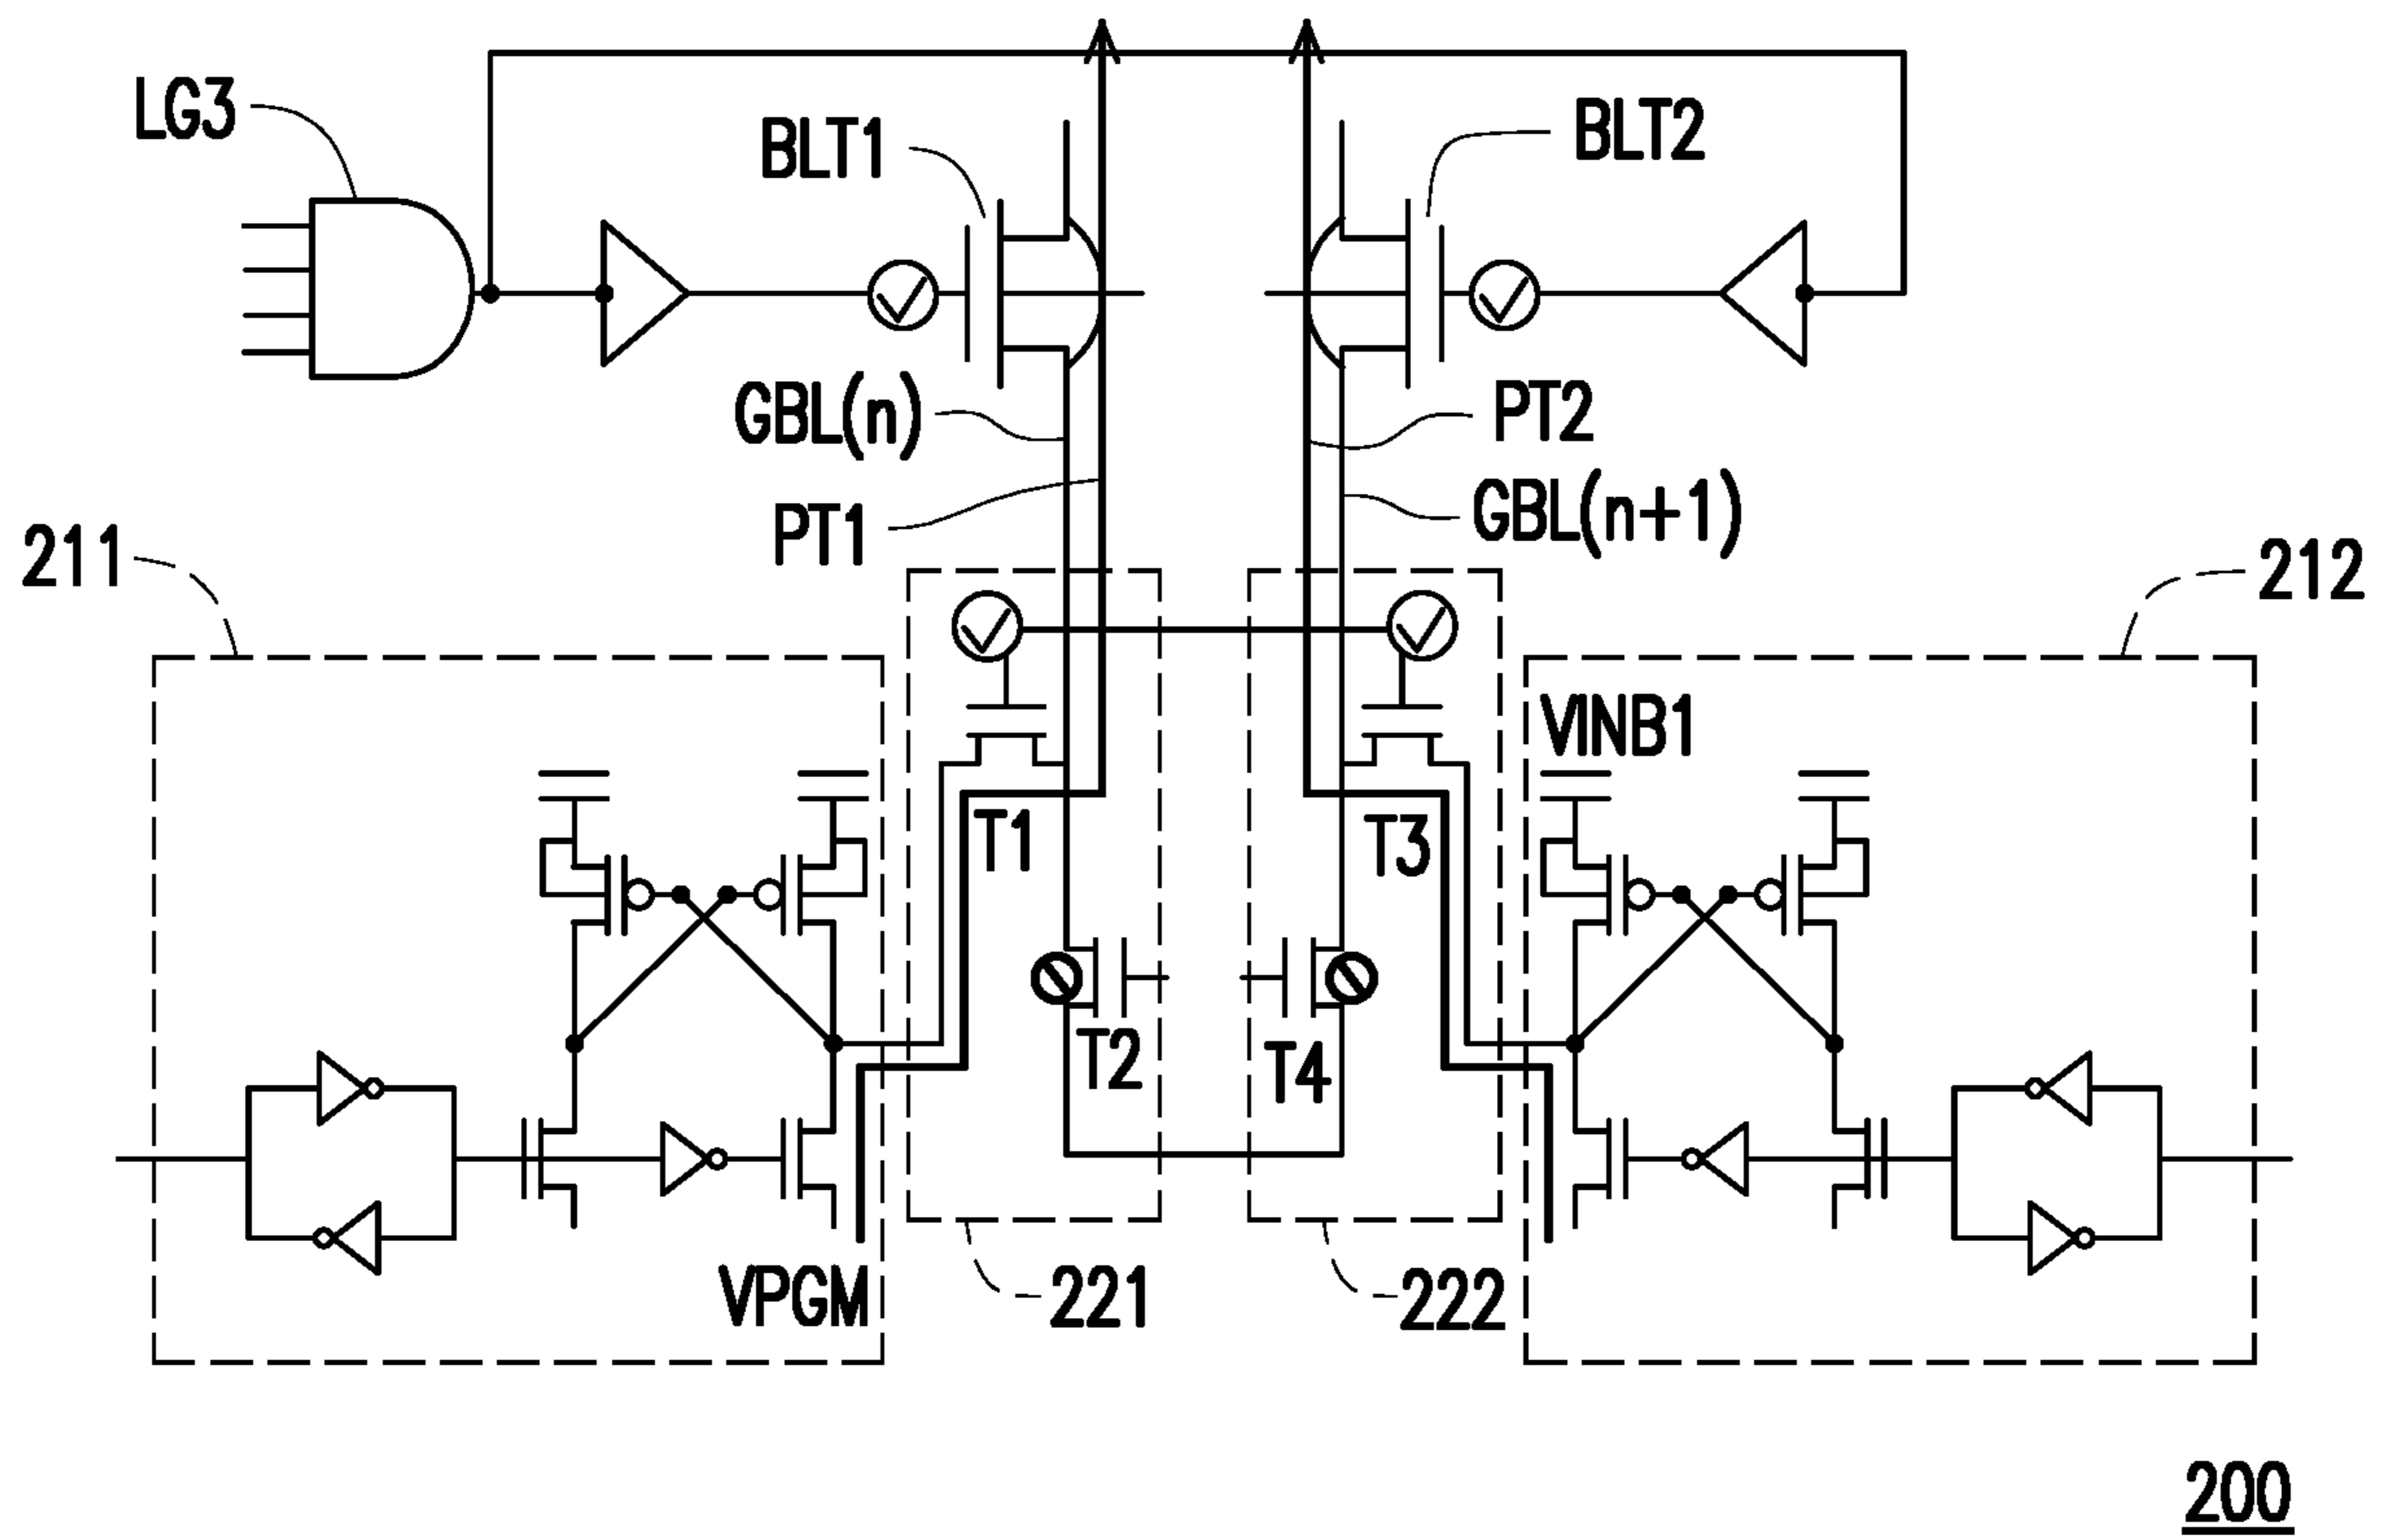 LG3
BLT1
BLT2
GBL(n)
PT2
PT1
GBL(n+1)
211
212
VINB1
T1
T3
T2
T4
VPGM
221
222
200